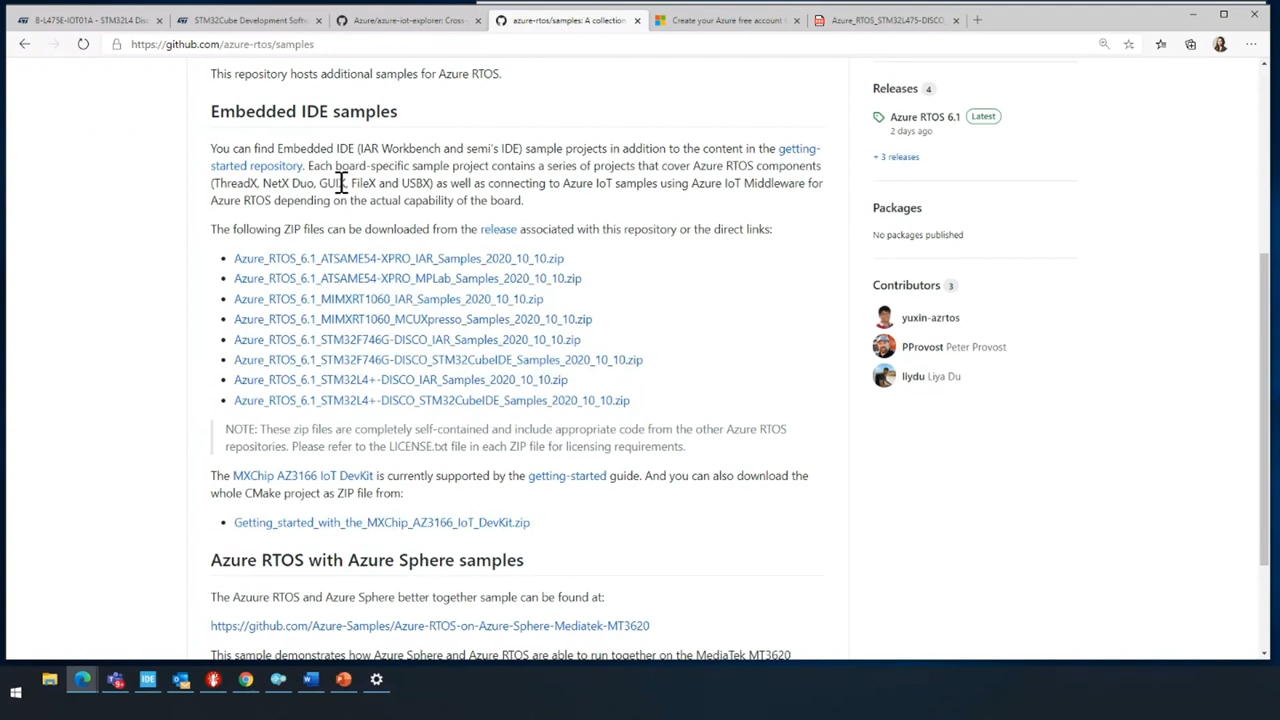 B-L475E-IOT01A - STM32L4 Disc
STM32Cube Development Softw
Azure/azure-iot-explorer: Cross-
azure-rtos/samples: A collection
Create your Azure free account t
Azure_RTOS_STM32L475-DISCO_
https://github.com/azure-rtos/samples
This repository hosts additional samples for Azure RTOS.
Embedded IDE samples
You can find Embedded IDE (IAR Workbench and semi's IDE) sample projects in addition to the content in the getting-
started repository. Each board-specific sample project contains a series of projects that cover Azure RTOS components
(ThreadX, NetX Duo, GUIX, FileX and USBX) as well as connecting to Azure IoT samples using Azure IoT Middleware for
Azure RTOS depending on the actual capability of the board.
The following ZIP files can be downloaded from the release associated with this repository or the direct links:
Azure_RTOS_6.1_ATSAME54-XPRO_IAR_Samples_2020_10_10.zip
Azure_RTOS_6.1_ATSAME54-XPRO_MPLab_Samples_2020_10_10.zip
Azure_RTOS_6.1_MIMXRT1060_IAR_Samples_2020_10_10.zip
Azure_RTOS_6.1_MIMXRT1060_MCUXpresso_Samples_2020_10_10.zip
Azure_RTOS_6.1_STM32F746G-DISCO_IAR_Samples_2020_10_10.zip
Azure_RTOS_6.1_STM32F746G-DISCO_STM32CubeIDE_Samples_2020_10_10.zip
Azure_RTOS_6.1_STM32L4+-DISCO_IAR_Samples_2020_10_10.zip
Azure_RTOS_6.1_STM32L4+-DISCO_STM32CubeIDE_Samples_2020_10_10.zip
NOTE: These zip files are completely self-contained and include appropriate code from the other Azure RTOS
repositories. Please refer to the LICENSE.txt file in each ZIP file for licensing requirements.
The MXChip AZ3166 IoT DevKit is currently supported by the getting-started guide. And you can also download the
whole CMake project as ZIP file from:
Getting_started_with_the_MXChip_AZ3166_IoT_DevKit.zip
Azure RTOS with Azure Sphere samples
The Azuure RTOS and Azure Sphere better together sample can be found at:
https://github.com/Azure-Samples/Azure-RTOS-on-Azure-Sphere-Mediatek-MT3620
This sample demonstrates how Azure Sphere and Azure RTOS are able to run together on the MediaTek MT3620
Releases 4
Azure RTOS 6.1 Latest
2 days ago
+ 3 releases
Packages
No packages published
Contributors 3
yuxin-azrtos
PProvost Peter Provost
liydu Liya Du
IDE